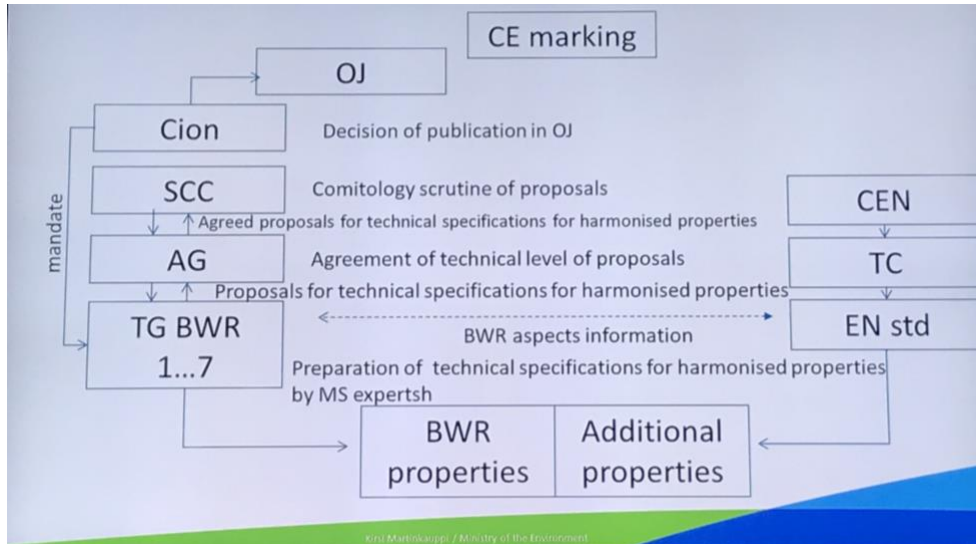 CE marking
OJ
Cion
Decision of publication in OJ
mandate
SCC
Comitology scrutine of proposals
Agreed proposals for technical specifications for harmonised properties
AG
Agreement of technical level of proposals
Proposals for technical specifications for harmonised properties
TG BWR
1...7
BWR aspects information
Preparation of technical specifications for harmonised properties
by MS expertsh
CEN
TC
EN std
BWR
properties
Additional
properties
Kirsi Martinkauppi / Ministry of the Environment